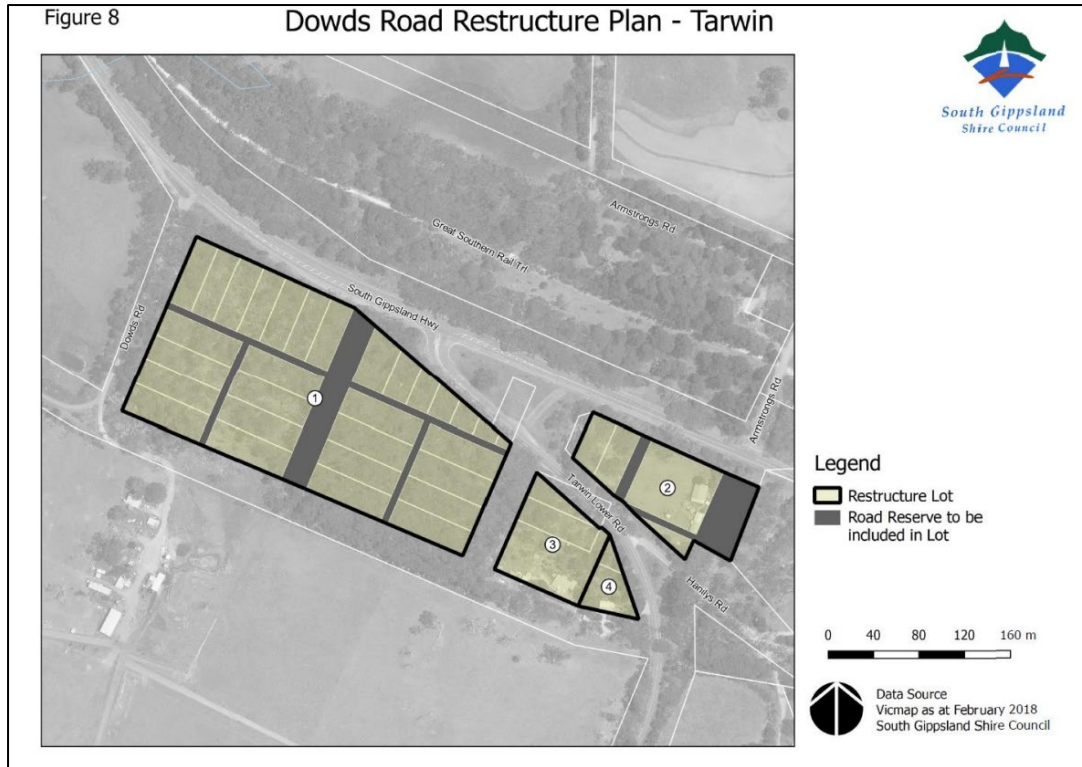 Figure 8
Dowds Road Restructure Plan - Tarwin
South Gippsland
Shire Council
Armstrongs Rd
Great Southern Rail Trl
South Gippsland Hwy
Dowds Rd
Armstrongs Rd
1
2
Tarwin Lower Rd
3
4
Hanilys Rd
Legend
Restructure Lot
Road Reserve to be
included in Lot
0 40 80 120 160 m
Data Source
Vicmap as at February 2018
South Gippsland Shire Council